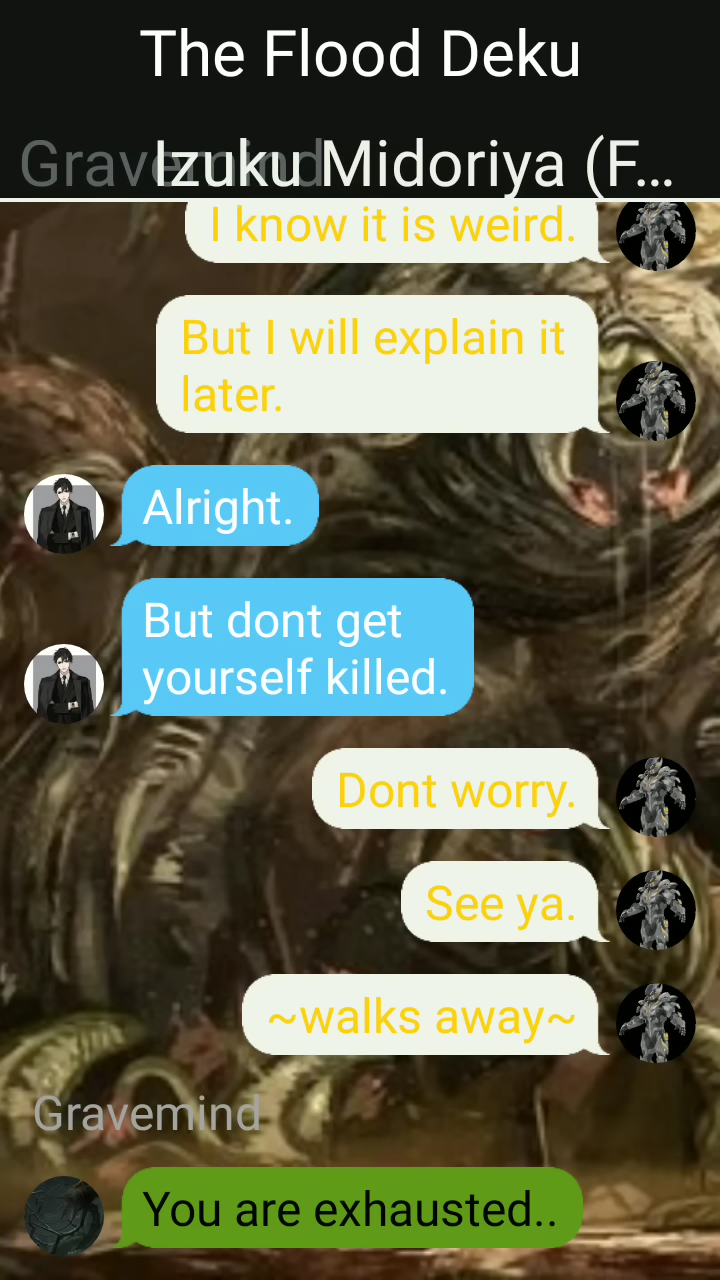 The Flood Deku
Gravemind
Izuku Midoriya (F...
I know it is weird.
But I will explain it
later.
Alright.
But dont get
yourself killed.
Dont worry.
See ya.
~walks away~
Gravemind
You are exhausted..